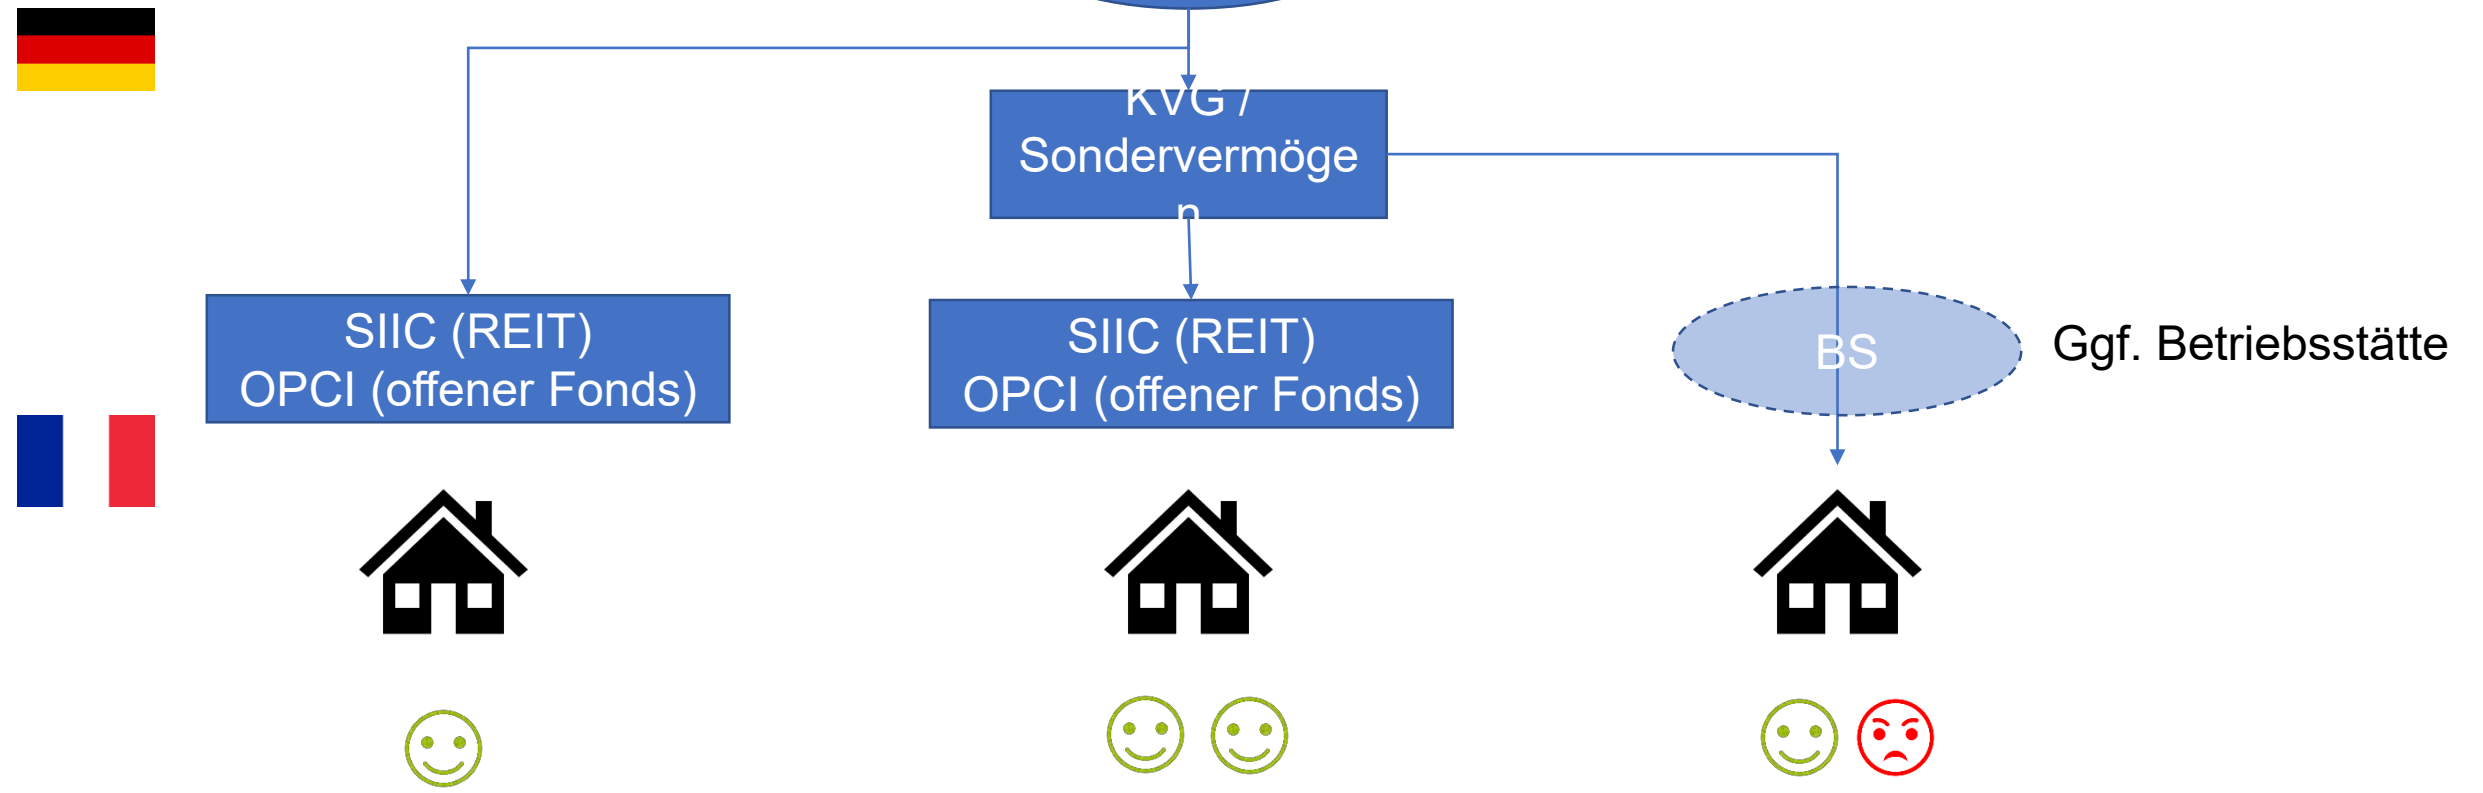 KVG /
Sondervermöge
n
SIIC (REIT)
OPCI (offener Fonds)
SIIC (REIT)
OPCI (offener Fonds)
BS
Ggf. Betriebsstätte